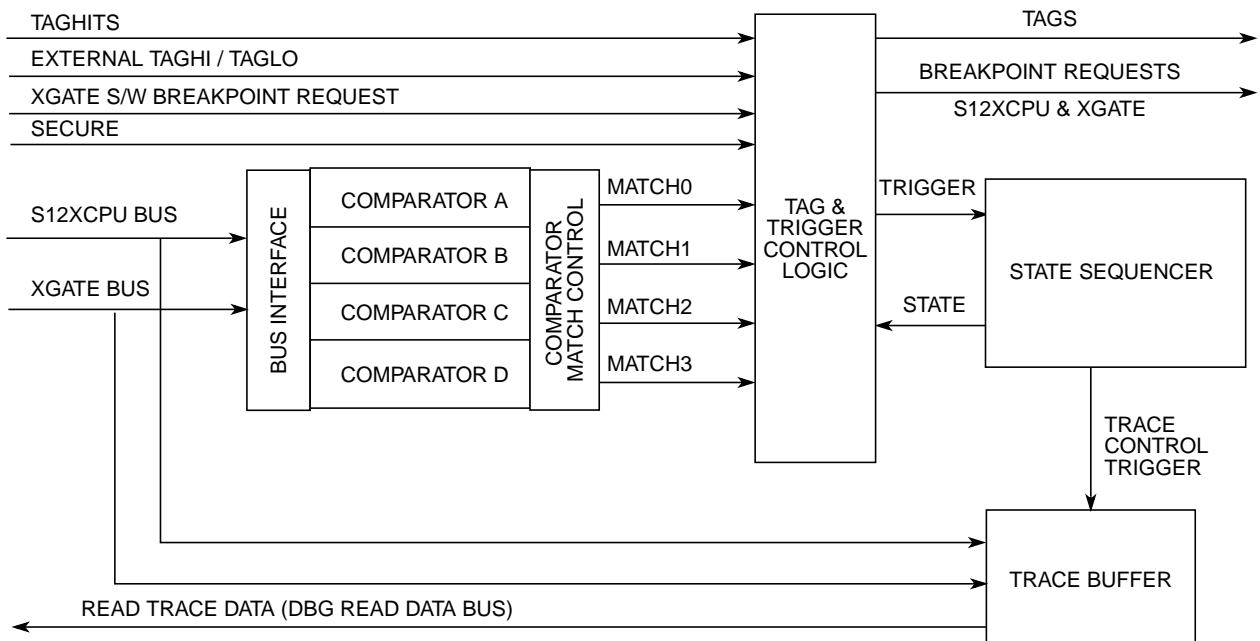 TAGHITS
EXTERNAL TAGHI / TAGLO
XGATE S/W BREAKPOINT REQUEST
SECURE
TAGS
BREAKPOINT REQUESTS
S12XCPU & XGATE
S12XCPU BUS
XGATE BUS
BUS INTERFACE
COMPARATOR A
COMPARATOR B
COMPARATOR C
COMPARATOR D
COMPARATOR
MATCH CONTROL
MATCH0
MATCH1
MATCH2
MATCH3
TAG &
TRIGGER
CONTROL
LOGIC
TRIGGER
STATE
STATE SEQUENCER
TRACE
CONTROL
TRIGGER
TRACE BUFFER
READ TRACE DATA (DBG READ DATA BUS)